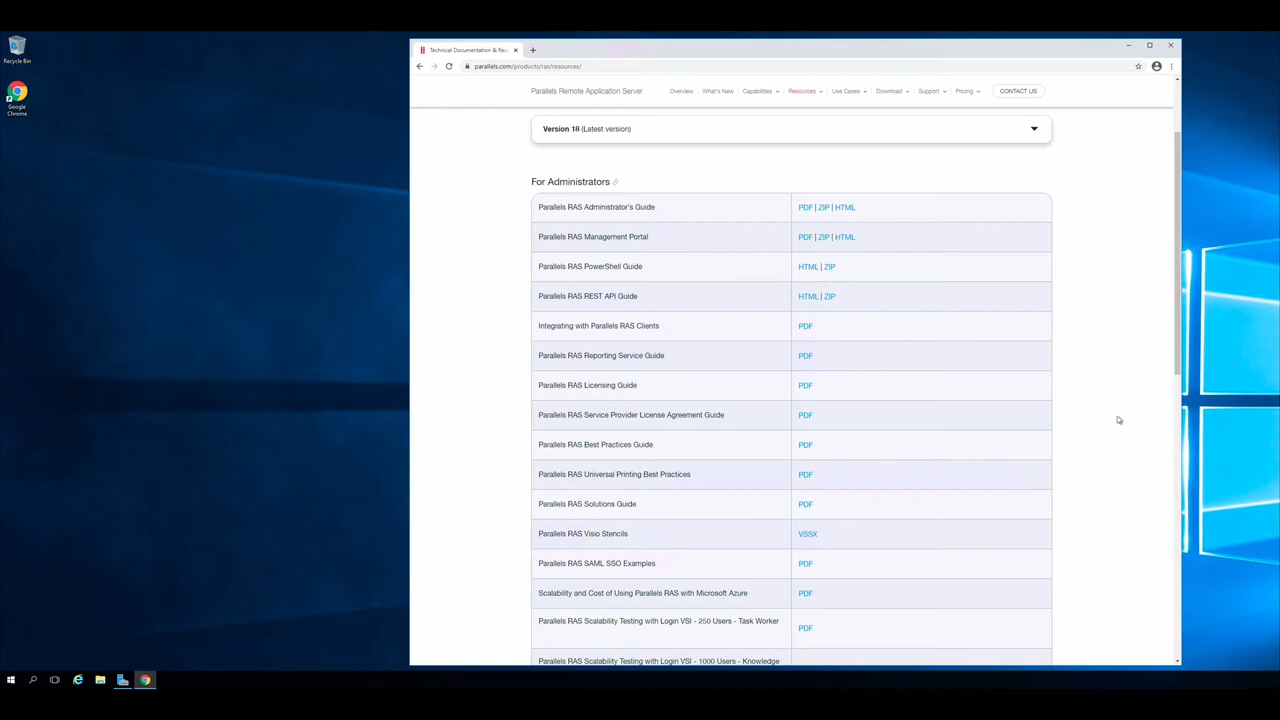 Recycle Bin
Google
Chrome
Technical Documentation & Res
parallels.com/products/ras/resources/
Parallels Remote Application Server
Overview
What's New
Capabilities
Resources
Use Cases
Download
Support
Pricing
CONTACT US
Version 18 (Latest version)
For Administrators
Parallels RAS Administrator's Guide
PDF | ZIP | HTML
Parallels RAS Management Portal
PDF | ZIP | HTML
Parallels RAS PowerShell Guide
HTML | ZIP
Parallels RAS REST API Guide
HTML | ZIP
Integrating with Parallels RAS Clients
PDF
Parallels RAS Reporting Service Guide
PDF
Parallels RAS Licensing Guide
PDF
Parallels RAS Service Provider License Agreement Guide
PDF
Parallels RAS Best Practices Guide
PDF
Parallels RAS Universal Printing Best Practices
PDF
Parallels RAS Solutions Guide
PDF
Parallels RAS Visio Stencils
VSSX
Parallels RAS SAML SSO Examples
PDF
Scalability and Cost of Using Parallels RAS with Microsoft Azure
PDF
Parallels RAS Scalability Testing with Login VSI - 250 Users - Task Worker
PDF
Parallels RAS Scalability Testing with Login VSI - 1000 Users - Knowledge